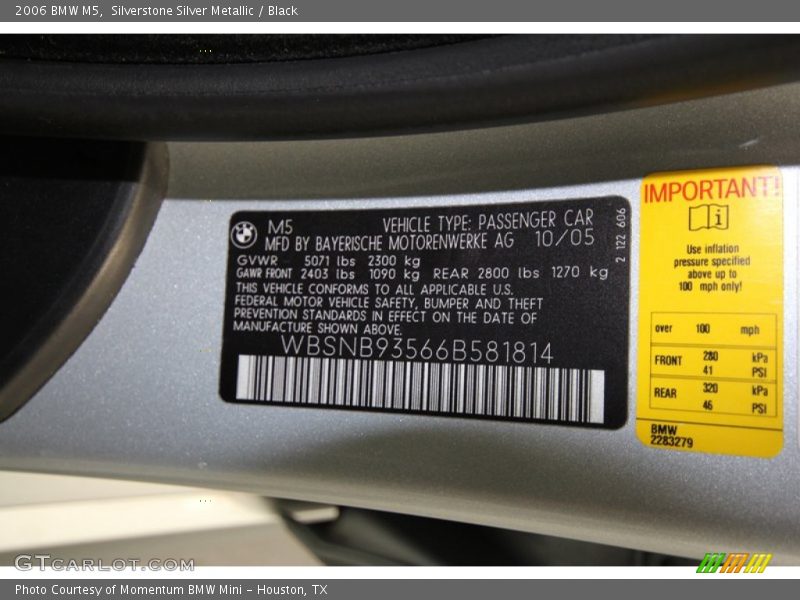 2006 BMW M5,  Silverstone Silver Metallic / Black
M5 VEHICLE TYPE: PASSENGER CAR
MFD BY BAYERISCHE MOTORENWERKE AG 10/05
GVWR 5071 lbs 2300 kg
GAWR FRONT 2403 lbs 1090 kg REAR 2800 lbs 1270 kg
THIS VEHICLE CONFORMS TO ALL APPLICABLE U.S.
FEDERAL MOTOR VEHICLE SAFETY, BUMPER AND THEFT
PREVENTION STANDARDS IN EFFECT ON THE DATE OF
MANUFACTURE SHOWN ABOVE.
WBSNB93566B581814
2 122 606
IMPORTANT!
i
Use inflation
pressure specified
above up to
100 mph only!
over 100 mph
FRONT 280 kPa
41 PSI
REAR 320 kPa
46 PSI
BMW
2283279
GTCARLOT.COM
Photo Courtesy of Momentum BMW Mini - Houston, TX